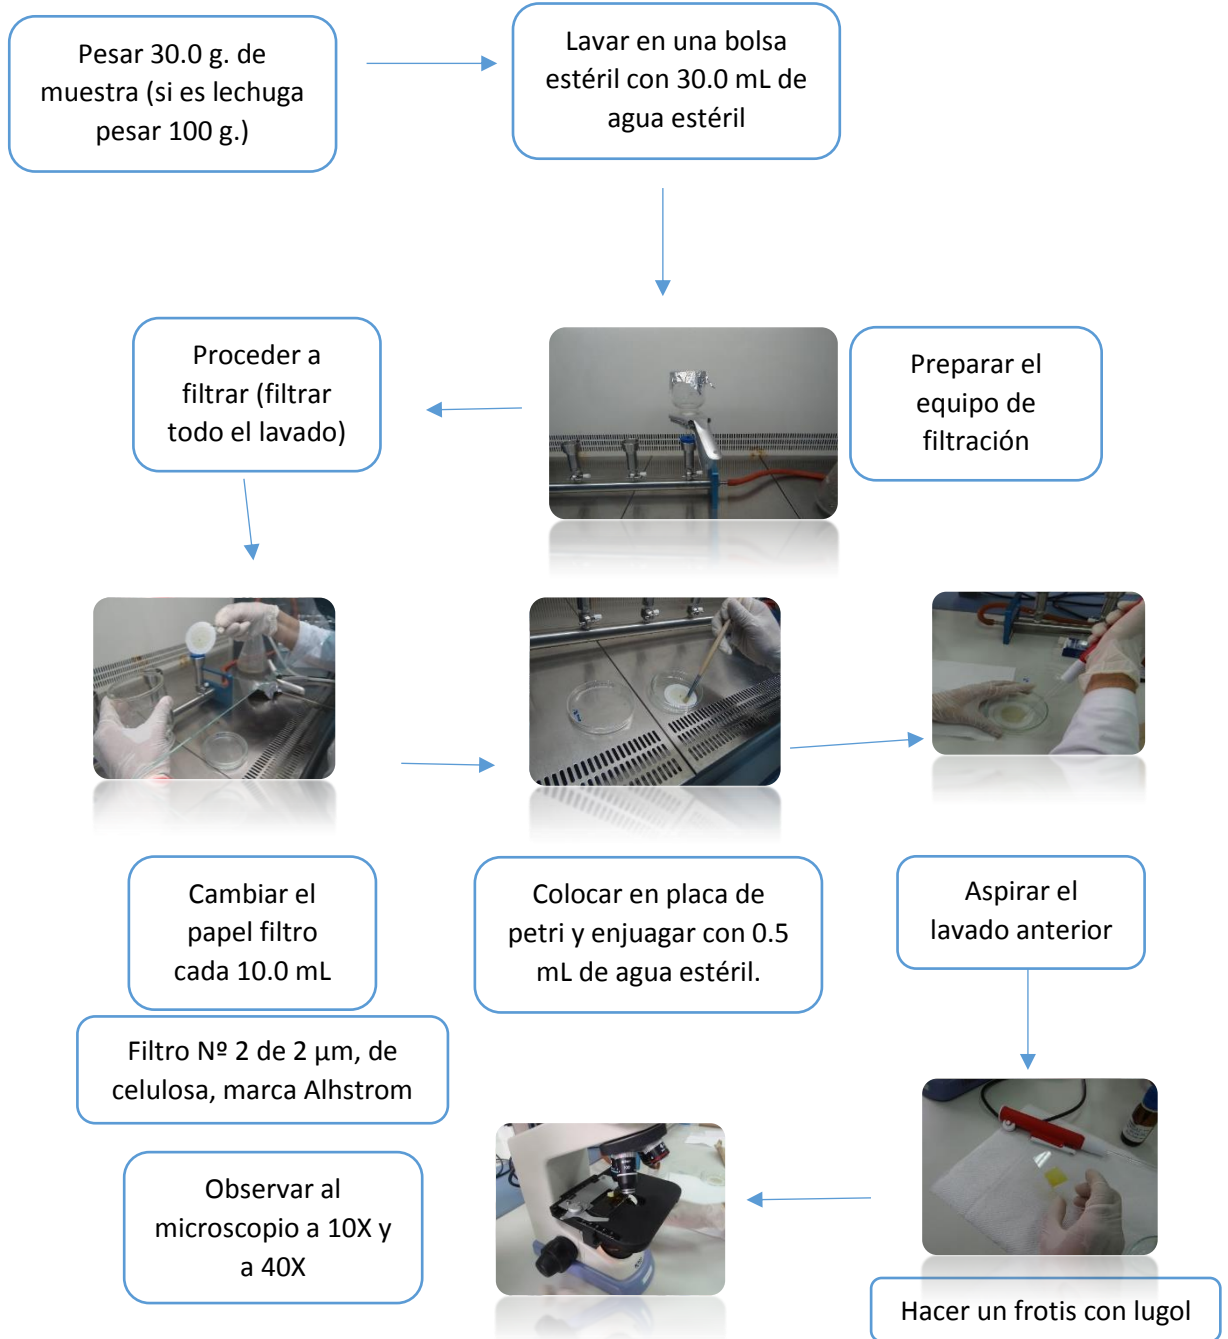 Pesar 30.0 g. de
muestra (si es lechuga
pesar 100 g.)
Lavar en una bolsa
estéril con 30.0 mL de
agua estéril
Preparar el
equipo de
filtración
Proceder a
filtrar (filtrar
todo el lavado)
Cambiar el
papel filtro
cada 10.0 mL
Filtro Nº 2 de 2 µm, de
celulosa, marca Alhstrom
Colocar en placa de
petri y enjuagar con 0.5
mL de agua estéril.
Aspirar el
lavado anterior
Hacer un frotis con lugol
Observar al
microscopio a 10X y
a 40X